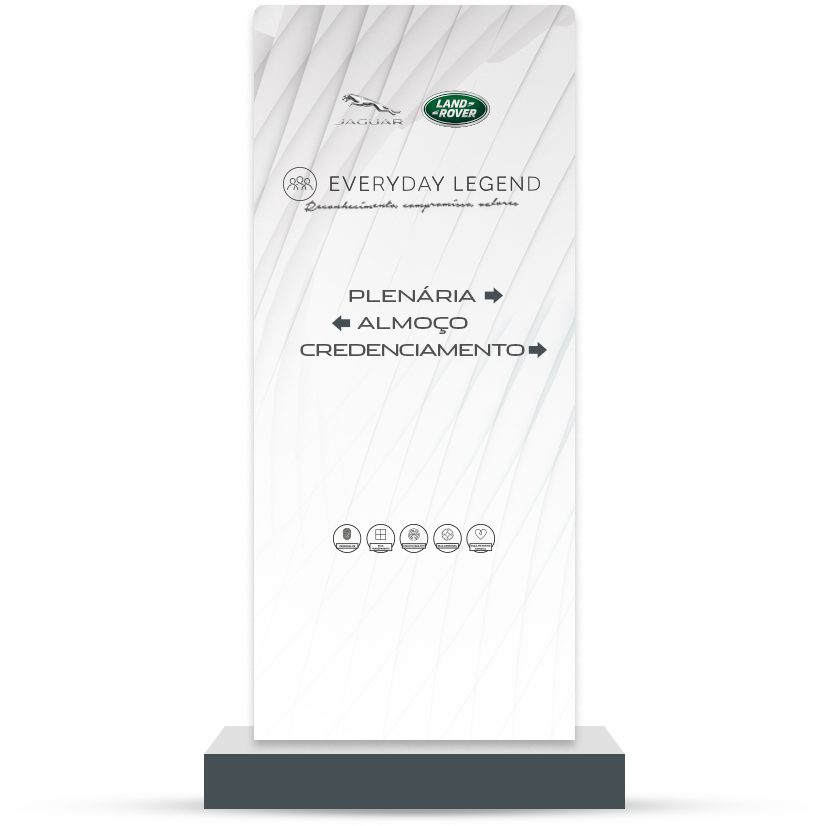 JAGUAR
LAND ROVER
EVERYDAY LEGEND
Reconhecimento, compromisso, valores
PLENÁRIA
ALMOÇO
CREDENCIAMENTO